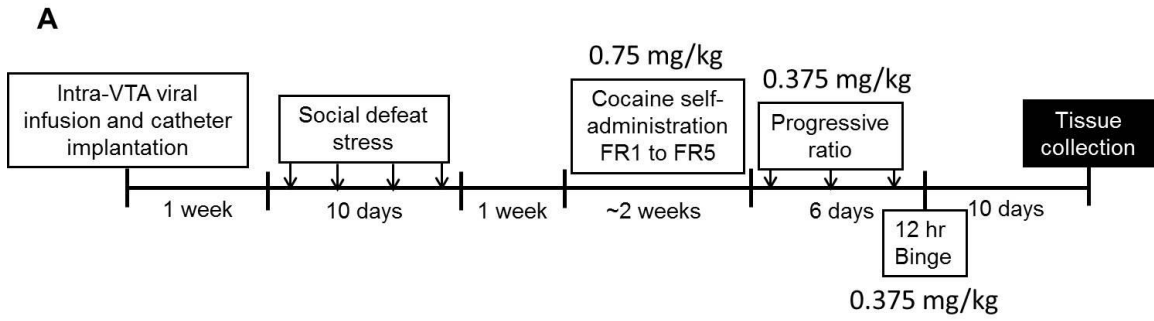 A
Intra-VTA viral
infusion and catheter
implantation
Social defeat
stress
0.75 mg/kg
Cocaine self-
administration
FR1 to FR5
0.375 mg/kg
Progressive
ratio
Tissue
collection
1 week
10 days
1 week
~2 weeks
6 days
10 days
12 hr
Binge
0.375 mg/kg